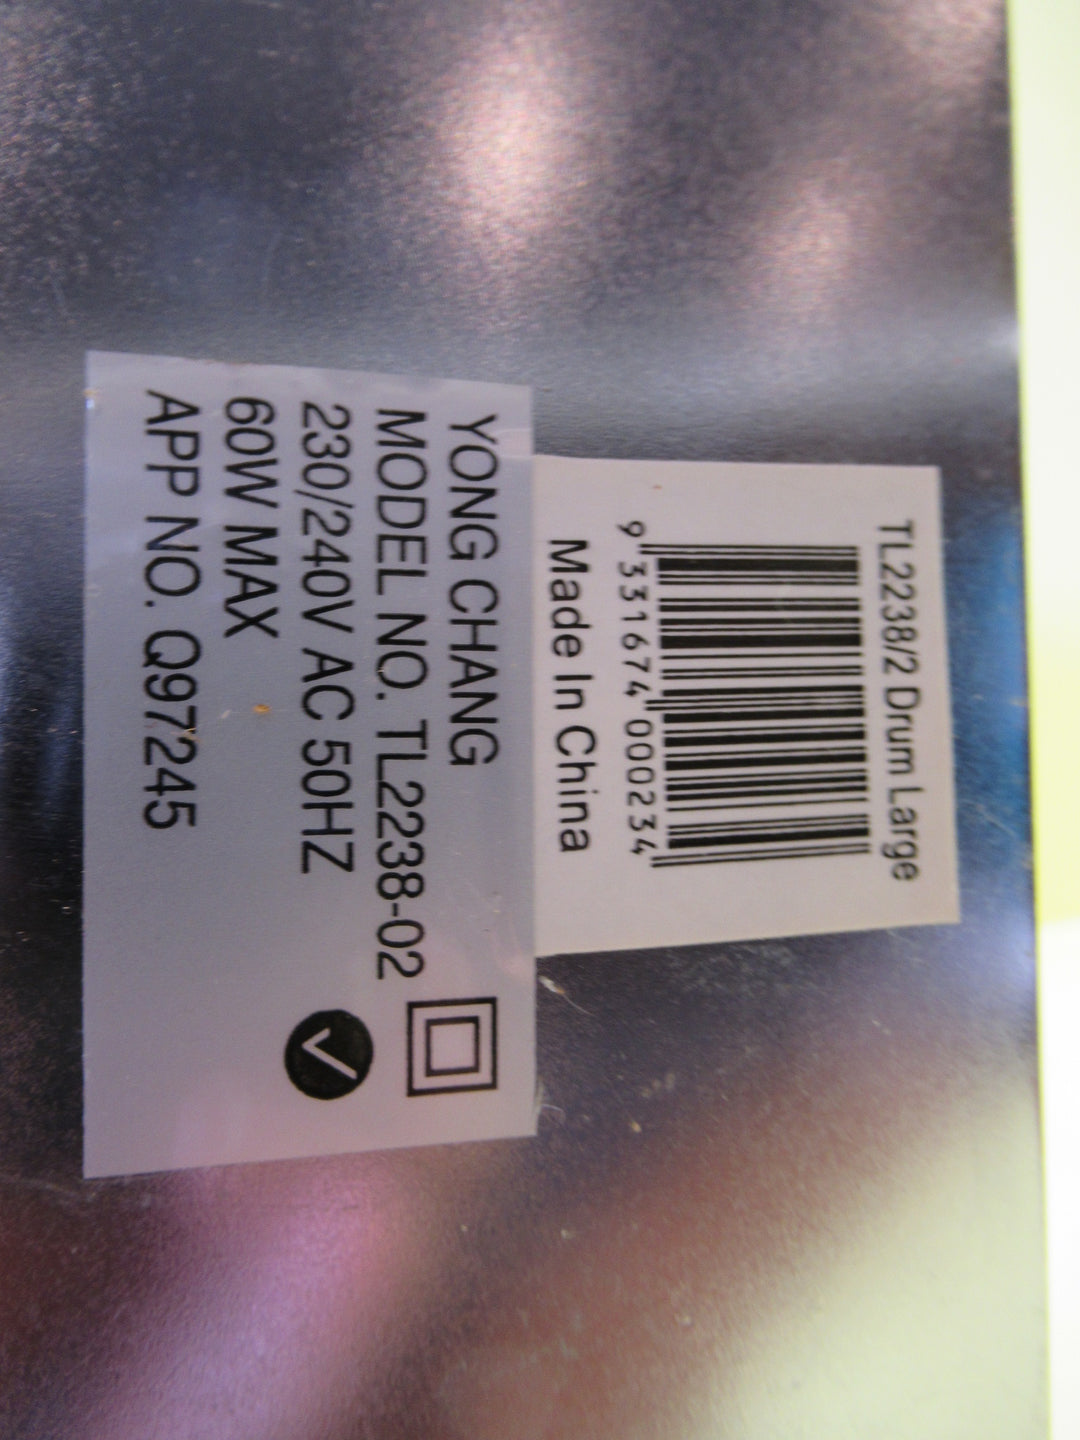 TL2238/2 Drum Large
9 331674 000234
Made In China
YONG CHANG
MODEL NO. TL2238-02
230/240V AC 50HZ
60W MAX
APP NO. Q97245